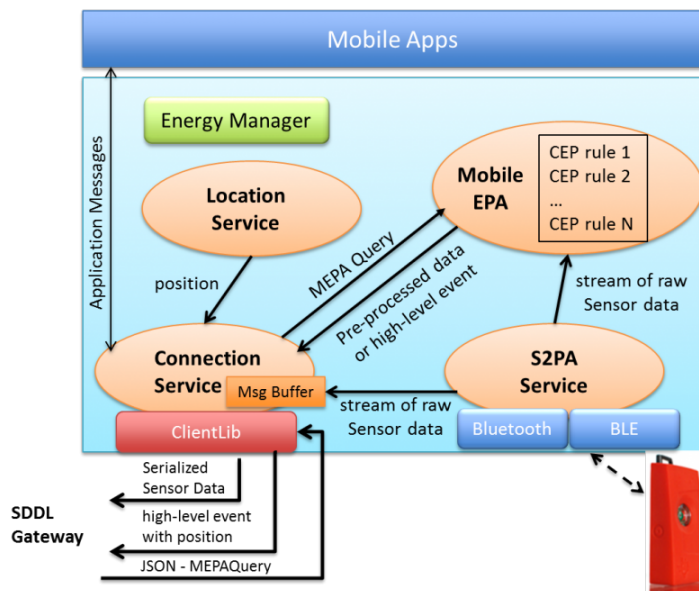 Mobile Apps
Energy Manager
Application Messages
Location
Service
Mobile
EPA
CEP rule 1
CEP rule 2
...
CEP rule N
position
MEPA Query
Pre-processed data
or high-level event
stream of raw
Sensor data
Connection
Service
Msg Buffer
S2PA
Service
stream of raw
Sensor data
ClientLib
Bluetooth
BLE
Serialized
Sensor Data
SDDL
Gateway
high-level event
with position
JSON - MEPAQuery